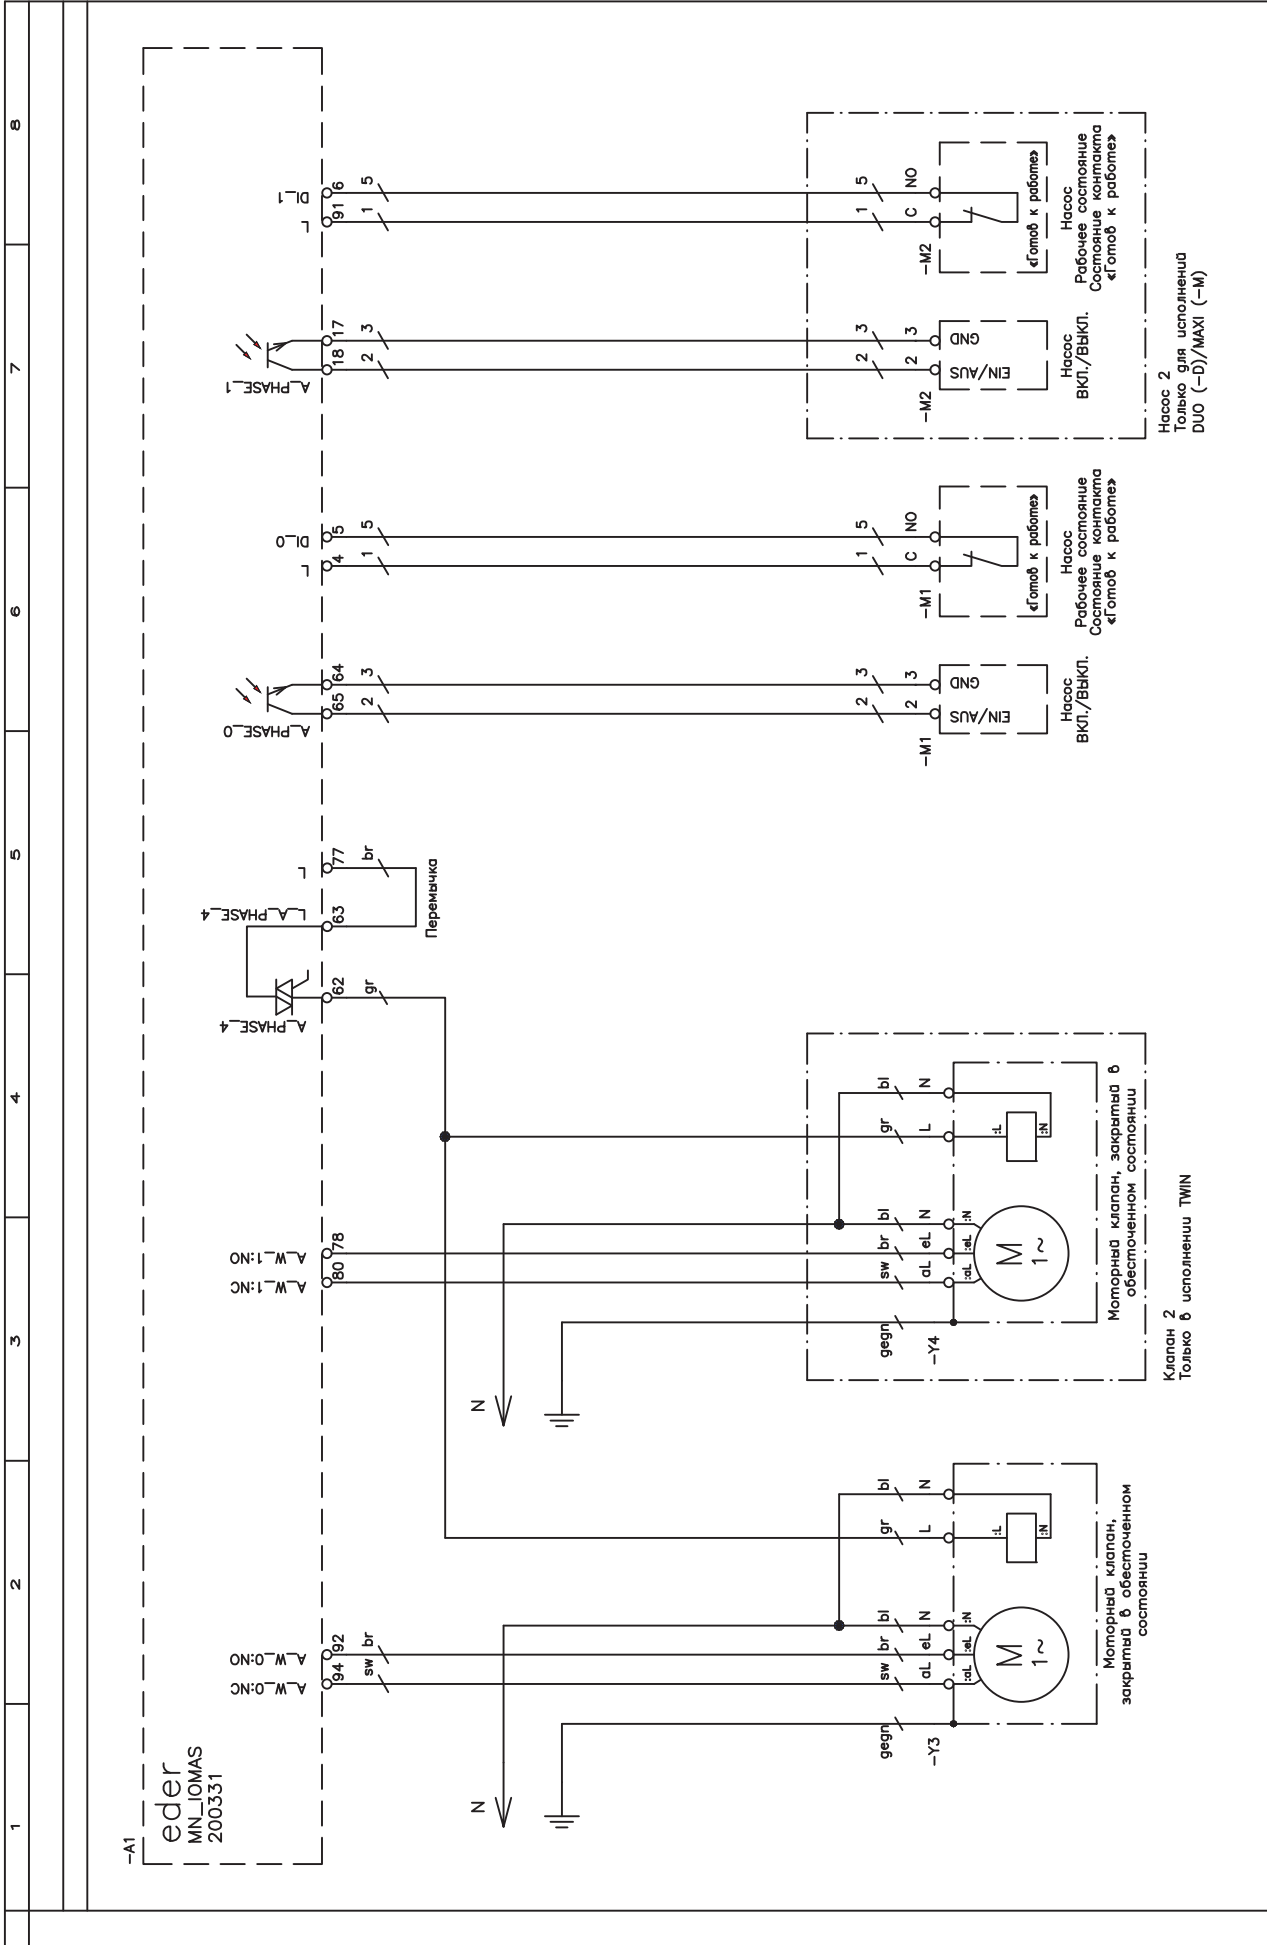 1
2
3
4
5
6
7
8
-A1
eder
MN_IOMAS
200331
A_W_0:NC
A_W_0:NO
A_W_1:NC
A_W_1:NO
A_PHASE_4
L_A_PHASE_4
L
A_PHASE_0
L
DI_0
A_PHASE_1
L
DI_1
94
92
80
78
62
63
77
65
64
4
5
18
17
91
6
sw
br
gr
br
2
3
1
5
2
3
1
5
Перемычка
N
N
gegn
sw
br
bl
gr
bl
gegn
sw
br
bl
gr
bl
2
3
1
5
2
3
1
5
-Y3
aL
eL
N
L
N
-Y4
aL
eL
N
L
N
-M1
2
3
-M1
C
NO
-M2
2
3
-M2
C
NO
:aL
:eL
:N
:L
:N
:aL
:eL
:N
:L
:N
M
1~
M
1~
EIN/AUS
GND
«Готов к работе»
EIN/AUS
GND
«Готов к работе»
Моторный клапан,
закрытый в обесточенном
состоянии
Моторный клапан, закрытый в
обесточенном состоянии
Клапан 2
Только в исполнении TWIN
Насос
ВКЛ./ВЫКЛ.
Насос
Рабочее состояние
Состояние контакта
«Готов к работе»
Насос
ВКЛ./ВЫКЛ.
Насос
Рабочее состояние
Состояние контакта
«Готов к работе»
Насос 2
Только для исполнений
DUO (-D)/MAXI (-M)